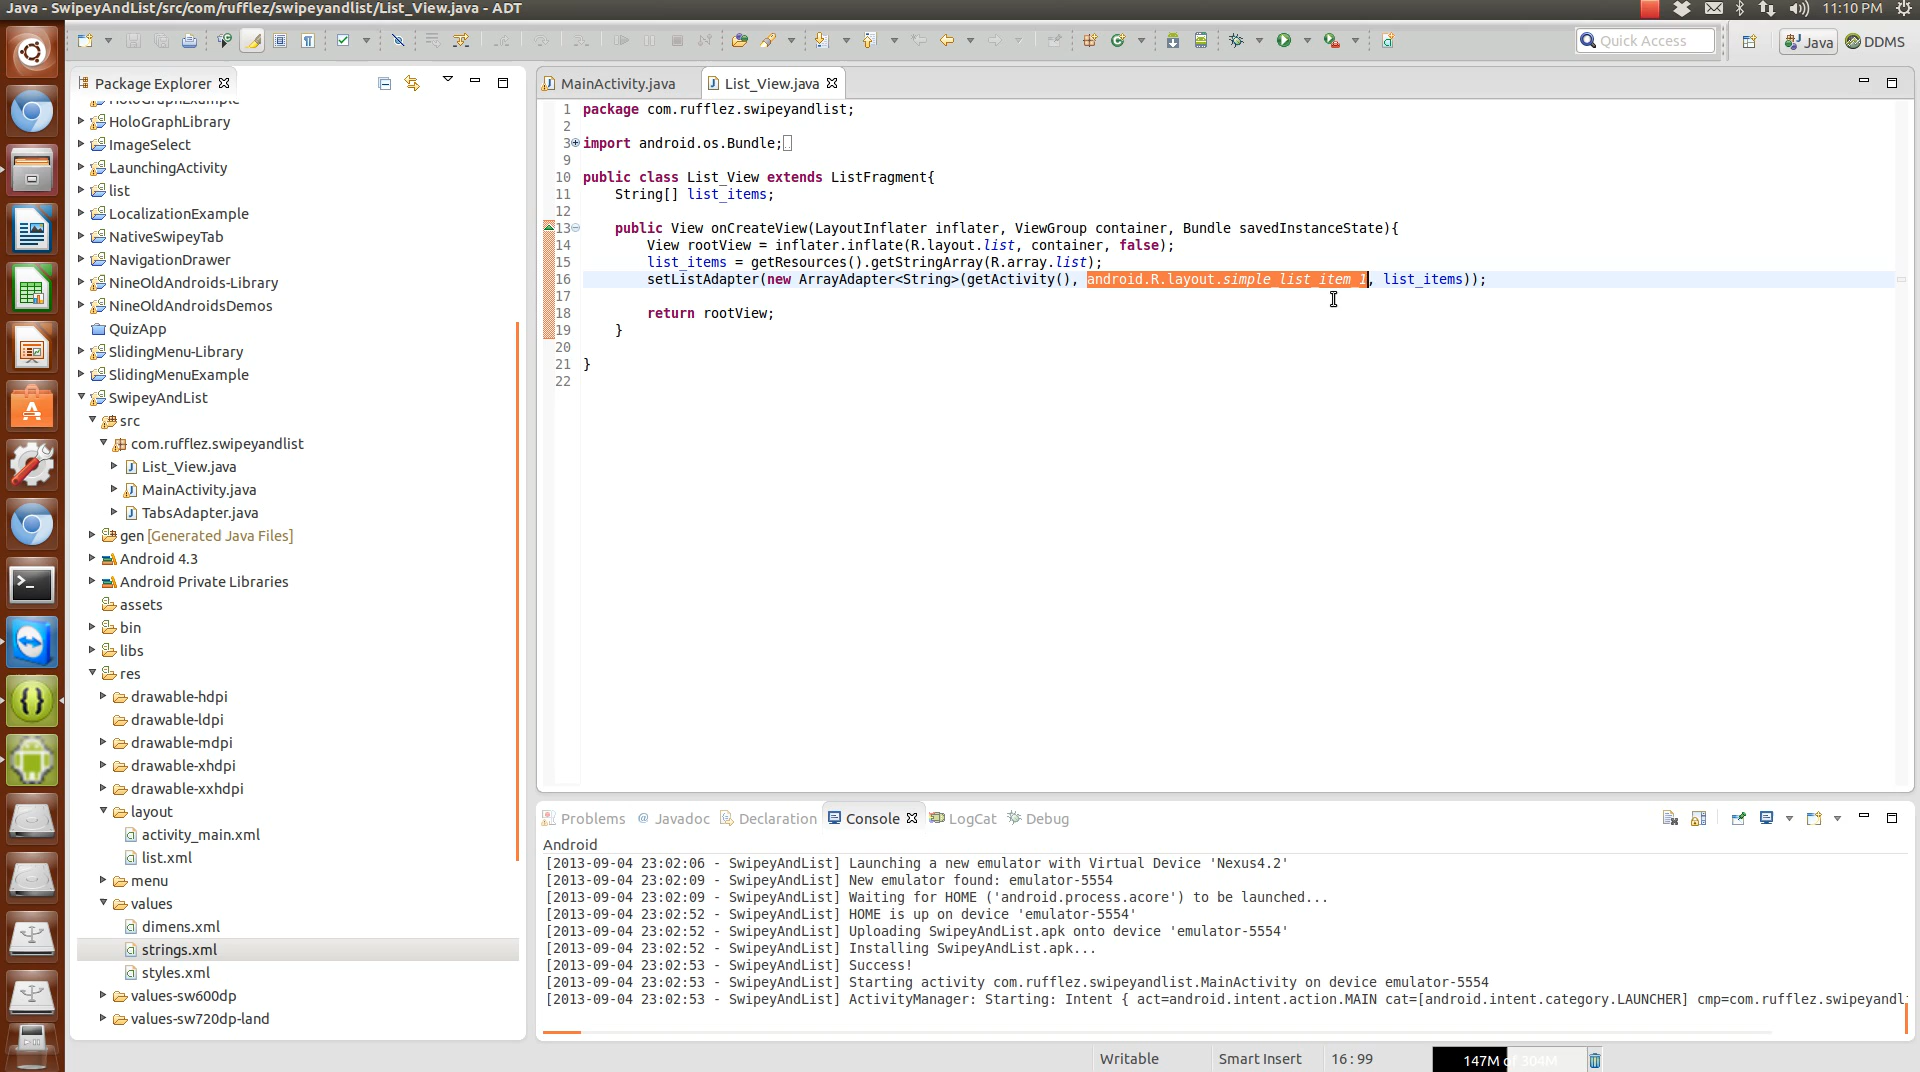 Java - SwipeyAndList/src/com/rufflez/swipeyandlist/List_View.java - ADT
11:10 PM
Quick Access
Java
DDMS
Package Explorer
HoloGraphExample
HoloGraphLibrary
ImageSelect
LaunchingActivity
list
LocalizationExample
NativeSwipeyTab
NavigationDrawer
NineOldAndroids-Library
NineOldAndroidsDemos
QuizApp
SlidingMenu-Library
SlidingMenuExample
SwipeyAndList
src
com.rufflez.swipeyandlist
List_View.java
MainActivity.java
TabsAdapter.java
gen [Generated Java Files]
Android 4.3
Android Private Libraries
assets
bin
libs
res
drawable-hdpi
drawable-ldpi
drawable-mdpi
drawable-xhdpi
drawable-xxhdpi
layout
activity_main.xml
list.xml
menu
values
dimens.xml
strings.xml
styles.xml
values-sw600dp
values-sw720dp-land
MainActivity.java
List_View.java
1 package com.rufflez.swipeyandlist;
2
3 import android.os.Bundle;
9
10 public class List_View extends ListFragment{
11 String[] list_items;
12
13 public View onCreateView(LayoutInflater inflater, ViewGroup container, Bundle savedInstanceState){
14 View rootView = inflater.inflate(R.layout.list, container, false);
15 list_items = getResources().getStringArray(R.array.list);
16 setListAdapter(new ArrayAdapter<String>(getActivity(), android.R.layout.simple_list_item_1, list_items));
17
18 return rootView;
19 }
20
21 }
22
Problems @ Javadoc Declaration Console LogCat Debug
Android
[2013-09-04 23:02:06 - SwipeyAndList] Launching a new emulator with Virtual Device 'Nexus4.2'
[2013-09-04 23:02:09 - SwipeyAndList] New emulator found: emulator-5554
[2013-09-04 23:02:09 - SwipeyAndList] Waiting for HOME ('android.process.acore') to be launched...
[2013-09-04 23:02:52 - SwipeyAndList] HOME is up on device 'emulator-5554'
[2013-09-04 23:02:52 - SwipeyAndList] Uploading SwipeyAndList.apk onto device 'emulator-5554'
[2013-09-04 23:02:52 - SwipeyAndList] Installing SwipeyAndList.apk...
[2013-09-04 23:02:53 - SwipeyAndList] Success!
[2013-09-04 23:02:53 - SwipeyAndList] Starting activity com.rufflez.swipeyandlist.MainActivity on device emulator-5554
[2013-09-04 23:02:53 - SwipeyAndList] ActivityManager: Starting: Intent { act=android.intent.action.MAIN cat=[android.intent.category.LAUNCHER] cmp=com.rufflez.swipeyandl
Writable
Smart Insert
16 : 99
147M of 304M